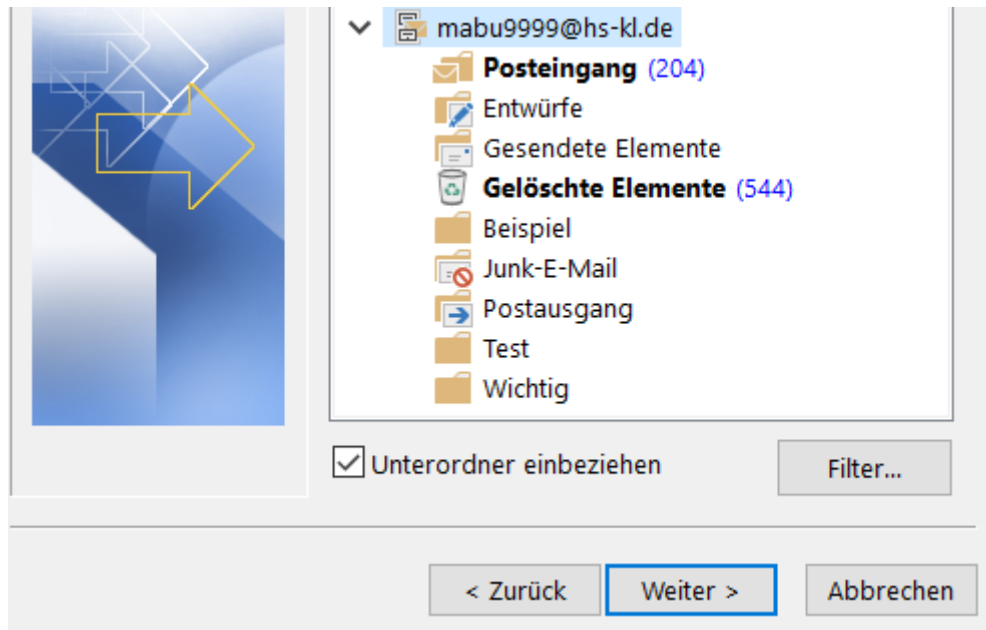 mabu9999@hs-kl.de
Posteingang (204)
Entwürfe
Gesendete Elemente
Gelöschte Elemente (544)
Beispiel
Junk-E-Mail
Postausgang
Test
Wichtig
Unterordner einbeziehen
Filter...
< Zurück
Weiter >
Abbrechen